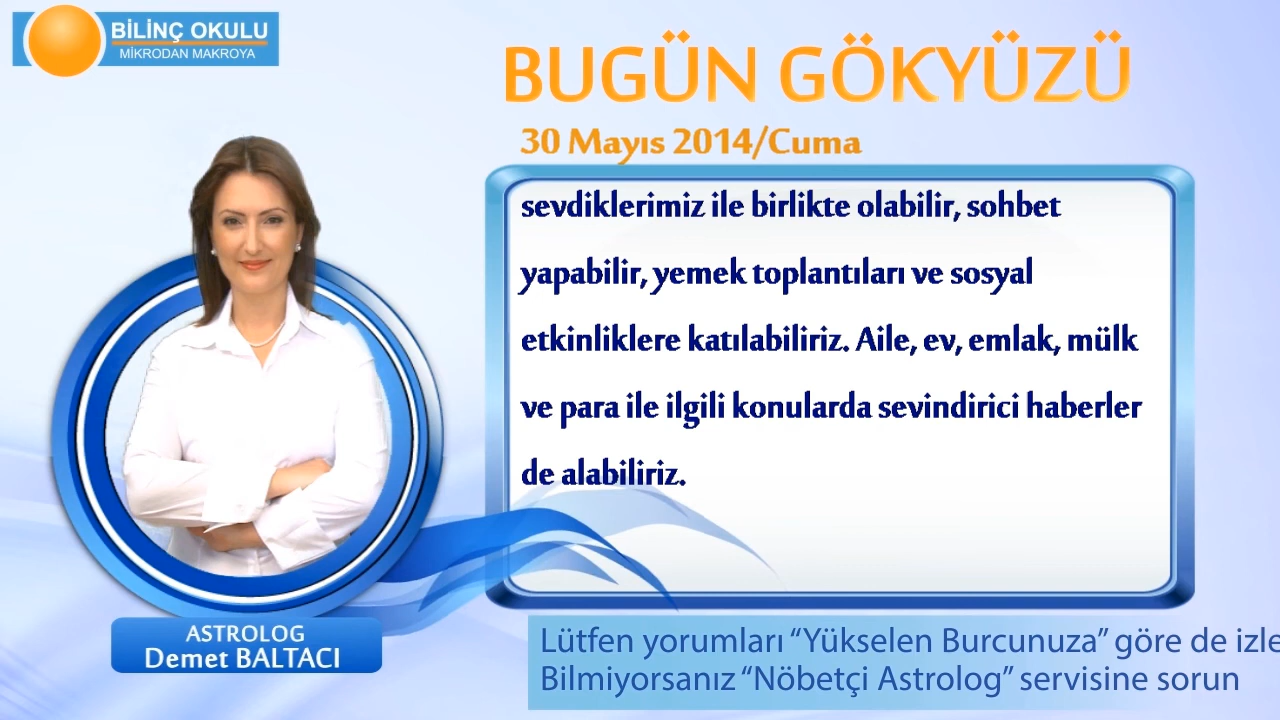 BİLİNÇ OKULU
MİKRODAN MAKROYA
BUGÜN GÖKYÜZÜ
30 Mayıs 2014/Cuma
sevdiklerimiz ile birlikte olabilir, sohbet
yapabilir, yemek toplantıları ve sosyal
etkinliklere katılabiliriz. Aile, ev, emlak, mülk
ve para ile ilgili konularda sevindirici haberler
de alabiliriz.
ASTROLOG
Demet BALTACI
Lütfen yorumları “Yükselen Burcunuza” göre de izle
Bilmiyorsanız “Nöbetçi Astrolog” servisine sorun